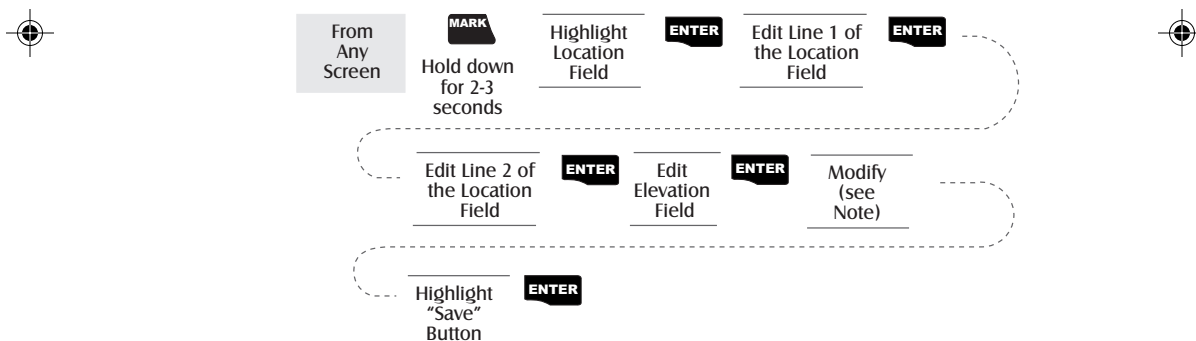 From
Any
Screen
MARK
Hold down
for 2-3
seconds
Highlight
Location
Field
ENTER
Edit Line 1 of
the Location
Field
ENTER
Edit Line 2 of
the Location
Field
ENTER
Edit
Elevation
Field
ENTER
Modify
(see
Note)
Highlight
“Save”
Button
ENTER